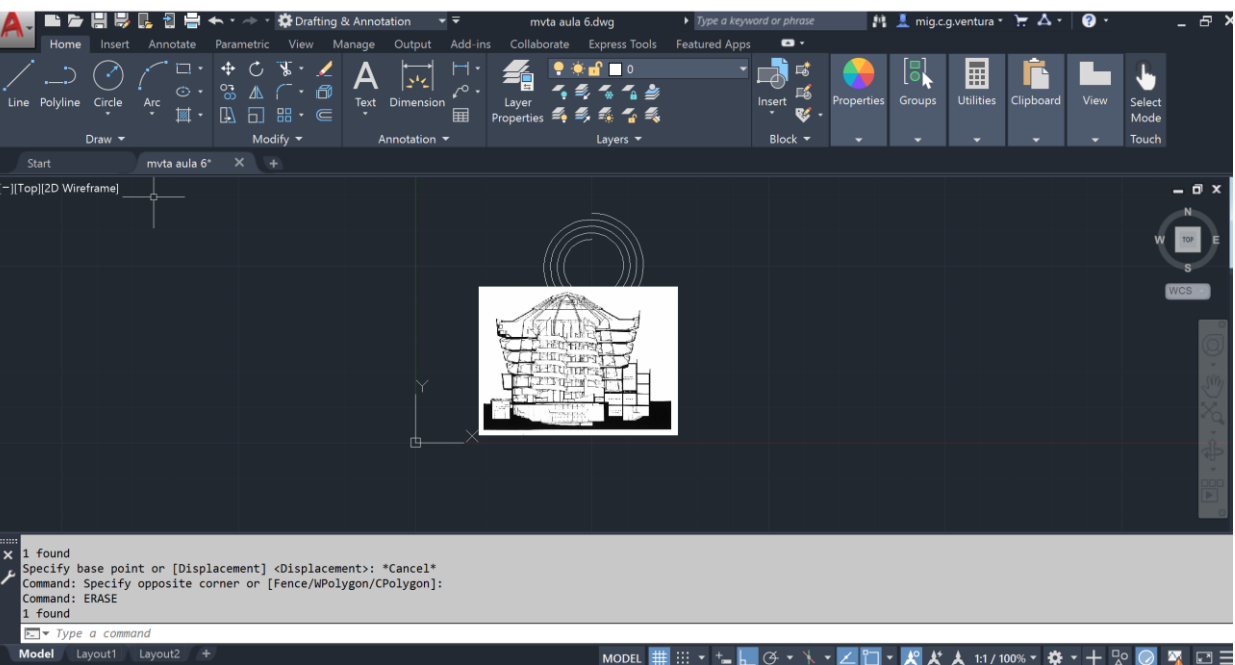 A Drafting & Annotation mvta aula 6.dwg Type a keyword or phrase mig.c.g.ventura
Home Insert Annotate Parametric View Manage Output Add-ins Collaborate Express Tools Featured Apps
Line Polyline Circle Arc A Text Dimension Layer Properties 0 Insert Properties Groups Utilities Clipboard View Select Mode
Draw Modify Annotation Layers Block Touch
Start mvta aula 6* +
[−][Top][2D Wireframe]
N
W TOP E
S
WCS
Y
X
1 found
Specify base point or [Displacement] <Displacement>: *Cancel*
Command: Specify opposite corner or [Fence/WPolygon/CPolygon]:
Command: ERASE
1 found
Type a command
Model Layout1 Layout2 + MODEL 1:1 / 100%